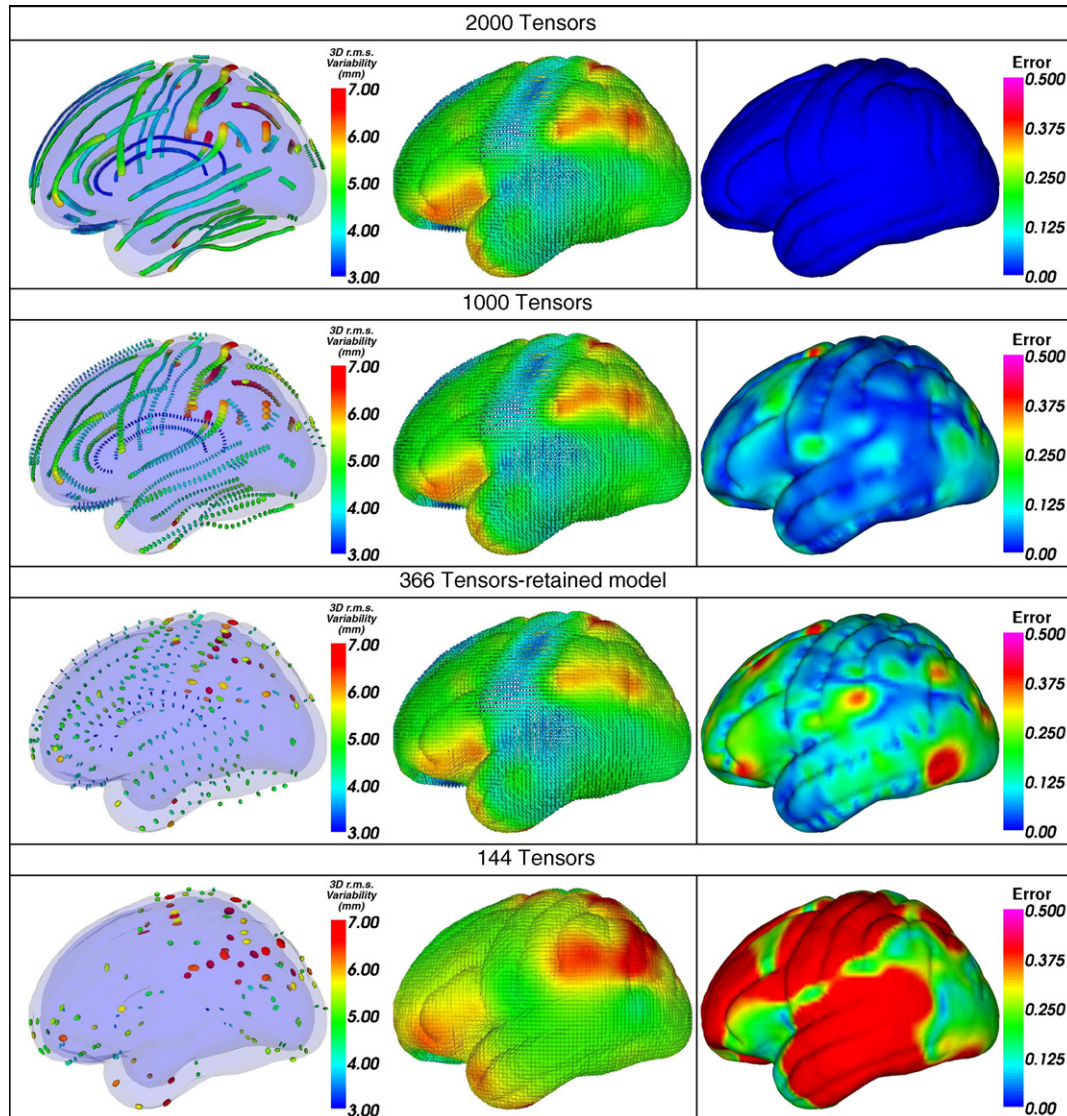 2000 Tensors
3D r.m.s.
Variability
(mm)
7.00
6.00
5.00
4.00
3.00
Error
0.500
0.375
0.250
0.125
0.00
1000 Tensors
3D r.m.s.
Variability
(mm)
7.00
6.00
5.00
4.00
3.00
Error
0.500
0.375
0.250
0.125
0.00
366 Tensors-retained model
3D r.m.s.
Variability
(mm)
7.00
6.00
5.00
4.00
3.00
Error
0.500
0.375
0.250
0.125
0.00
144 Tensors
3D r.m.s.
Variability
(mm)
7.00
6.00
5.00
4.00
3.00
Error
0.500
0.375
0.250
0.125
0.00